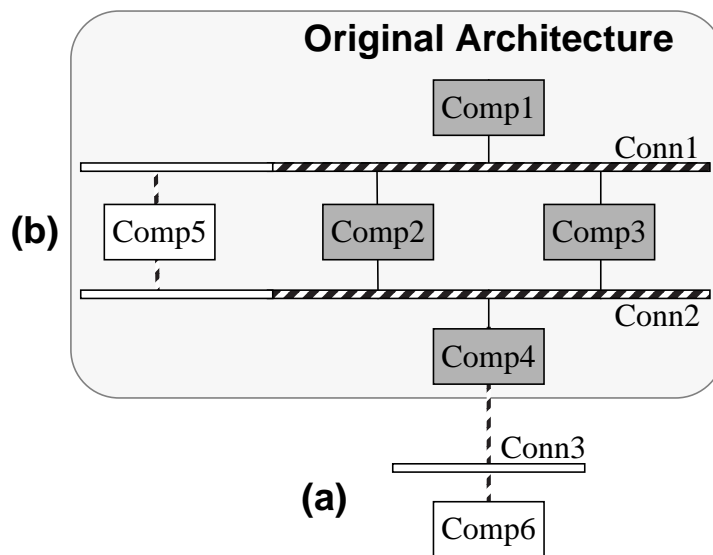 Original Architecture
Comp1
Conn1
(b)
Comp5
Comp2
Comp3
Conn2
Comp4
Conn3
(a)
Comp6